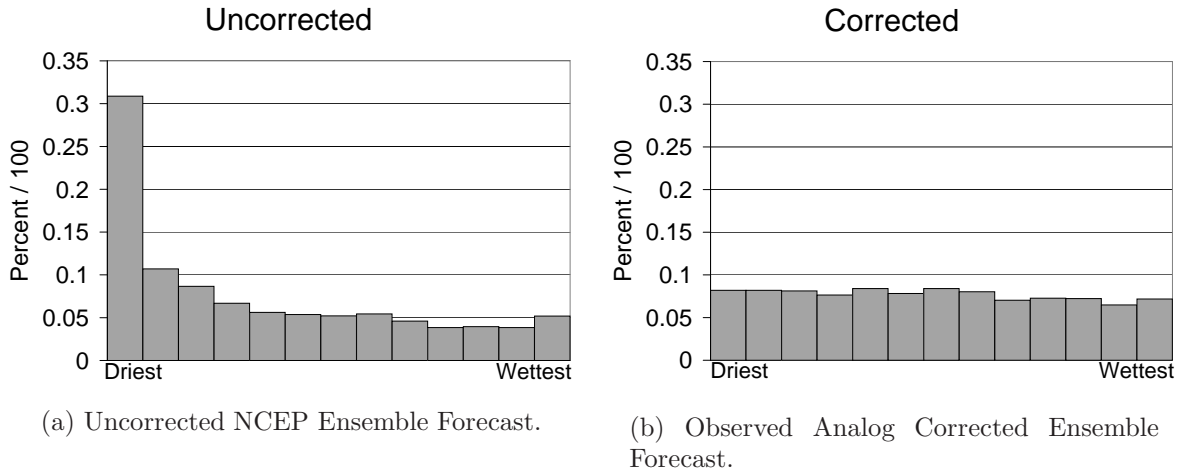 Uncorrected
Percent / 100
0.35
0.3
0.25
0.2
0.15
0.1
0.05
0
Driest Wettest
(a) Uncorrected NCEP Ensemble Forecast.
Corrected
Percent / 100
0.35
0.3
0.25
0.2
0.15
0.1
0.05
0
Driest Wettest
(b) Observed Analog Corrected Ensemble
Forecast.